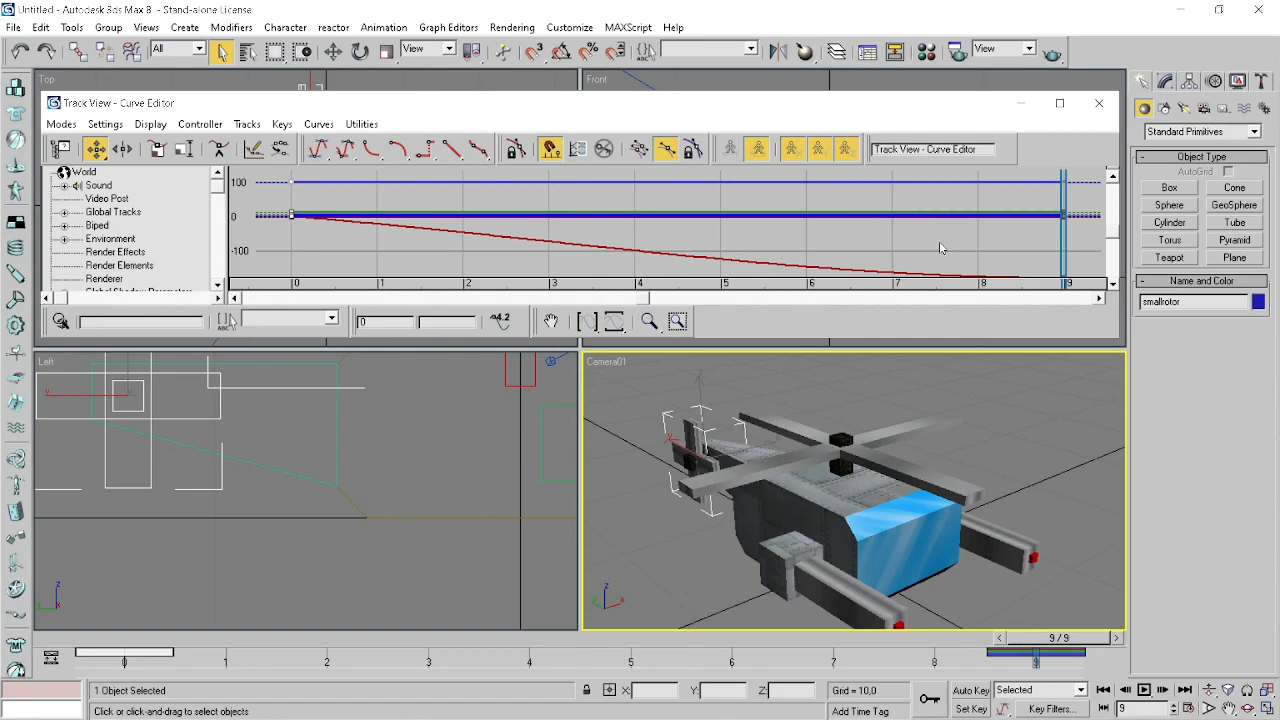 Untitled - Autodesk 3ds Max 8 - Stand-alone License
File Edit Tools Group Views Create Modifiers Character reactor Animation Graph Editors Rendering Customize MAXScript Help
All View View
Top Front
Track View - Curve Editor
Modes Settings Display Controller Tracks Keys Curves Utilities
Track View - Curve Editor
World
Sound
Video Post
Global Tracks
Biped
Environment
Render Effects
Render Elements
Renderer
Global Shadow Parameters
100
0
-100
0 1 2 3 4 5 6 7 8 9
0
Standard Primitives
Object Type
AutoGrid
Box Cone
Sphere GeoSphere
Cylinder Tube
Torus Pyramid
Teapot Plane
Name and Color
smallrotor
Left Camera01
9 / 9
0 1 2 3 4 5 6 7 8 9
1 Object Selected X: Y: Z: Grid = 10,0 Auto Key Selected
Click or click-and-drag to select objects Add Time Tag Set Key Key Filters... 9